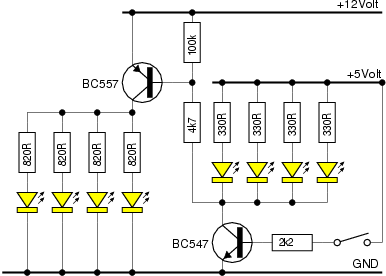 +12Volt
100k
BC557
+5Volt
820R
820R
820R
820R
4k7
330R
330R
330R
330R
BC547
2k2
GND